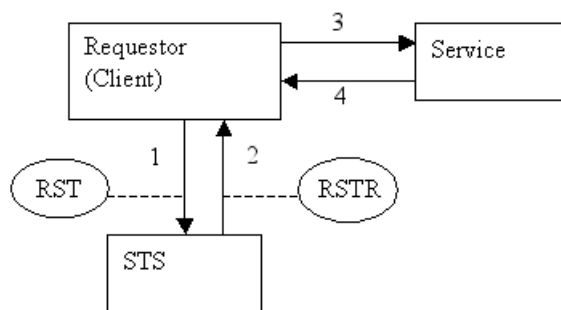 Requestor
(Client)
3
Service
4
1
2
RST
RSTR
STS